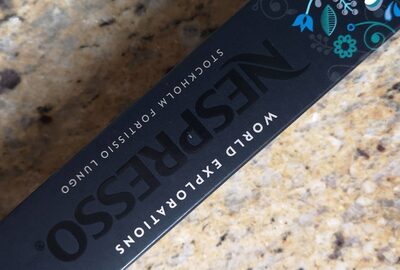 WORLD EXPLORATIONS
NESPRESSO®
STOCKHOLM FORTISSIO LUNGO